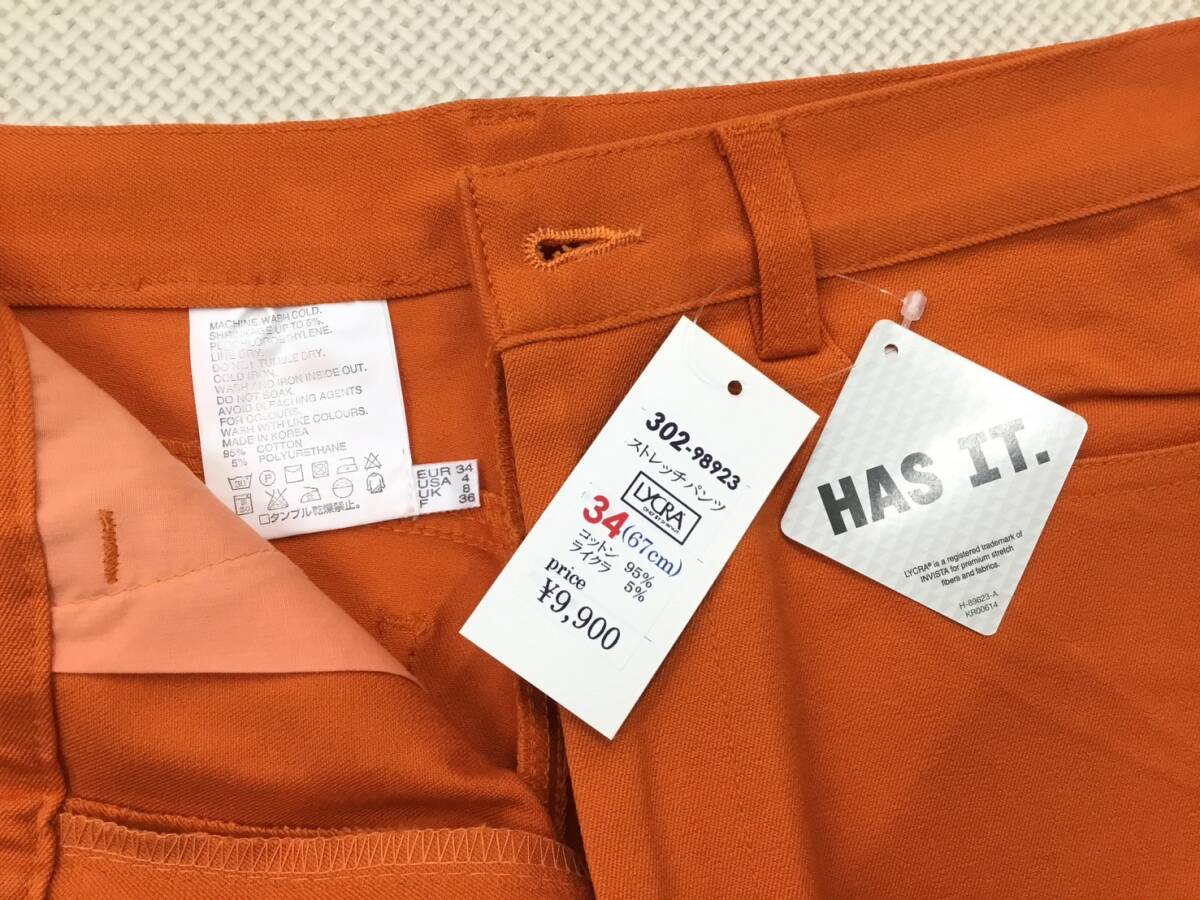 MACHINE WASH COLD.
SHRINKAGE UP TO 5%.
PERCHLOROETHYLENE.
LINE DRY.
DO NOT TUMBLE DRY.
COLD IRON.
WASH AND IRON INSIDE OUT.
DO NOT SOAK.
AVOID BLEACHING AGENTS
FOR COLOURS.
WASH WITH LIKE COLOURS.
MADE IN KOREA
95% COTTON
5% POLYURETHANE
30
P
30
タンブル乾燥禁止。
EUR 34
USA 4
UK 8
F 36
302-98923
ストレッチパンツ
LYCRA
34 (67cm)
コットン 95%
ライクラ 5%
price
¥9,900
HAS IT.
LYCRA® is a registered trademark of
INVISTA for premium stretch
fibers and fabrics.
H-89623-A
KR00614